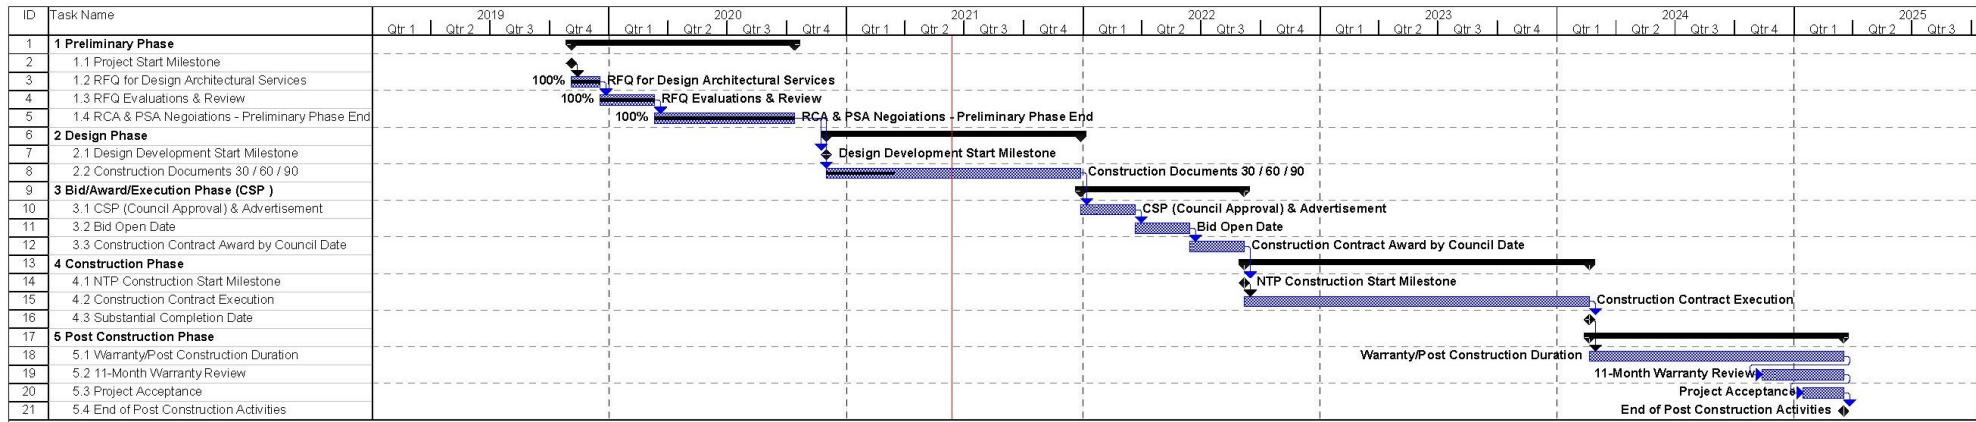 ID Task Name 2019 2020 2021 2022 2023 2024 2025
Qtr 1 Qtr 2 Qtr 3 Qtr 4 Qtr 1 Qtr 2 Qtr 3 Qtr 4 Qtr 1 Qtr 2 Qtr 3 Qtr 4 Qtr 1 Qtr 2 Qtr 3 Qtr 4 Qtr 1 Qtr 2 Qtr 3 Qtr 4 Qtr 1 Qtr 2 Qtr 3 Qtr 4 Qtr 1 Qtr 2 Qtr 3
1 1 Preliminary Phase
2 1.1 Project Start Milestone
3 1.2 RFQ for Design Architectural Services 100% RFQ for Design Architectural Services
4 1.3 RFQ Evaluations & Review 100% RFQ Evaluations & Review
5 1.4 RCA & PSA Negoiations - Preliminary Phase End 100% RCA & PSA Negoiations - Preliminary Phase End
6 2 Design Phase
7 2.1 Design Development Start Milestone Design Development Start Milestone
8 2.2 Construction Documents 30 / 60 / 90 Construction Documents 30 / 60 / 90
9 3 Bid/Award/Execution Phase (CSP )
10 3.1 CSP (Council Approval) & Advertisement CSP (Council Approval) & Advertisement
11 3.2 Bid Open Date Bid Open Date
12 3.3 Construction Contract Award by Council Date Construction Contract Award by Council Date
13 4 Construction Phase
14 4.1 NTP Construction Start Milestone NTP Construction Start Milestone
15 4.2 Construction Contract Execution Construction Contract Execution
16 4.3 Substantial Completion Date
17 5 Post Construction Phase
18 5.1 Warranty/Post Construction Duration Warranty/Post Construction Duration
19 5.2 11-Month Warranty Review 11-Month Warranty Review
20 5.3 Project Acceptance Project Acceptance
21 5.4 End of Post Construction Activities End of Post Construction Activities